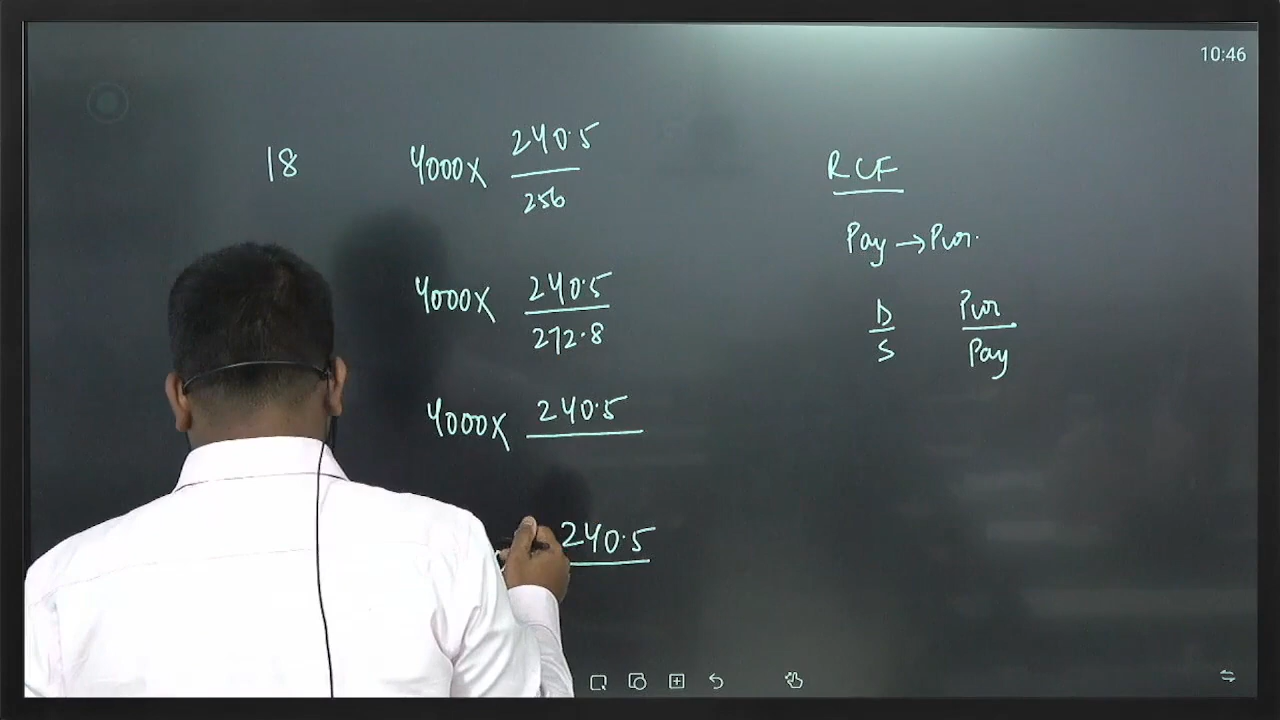 10:46
18
4000x 240.5
256
4000x 240.5
272.8
4000x 240.5
240.5
RCF
Pay → Pur.
D Pur
S Pay